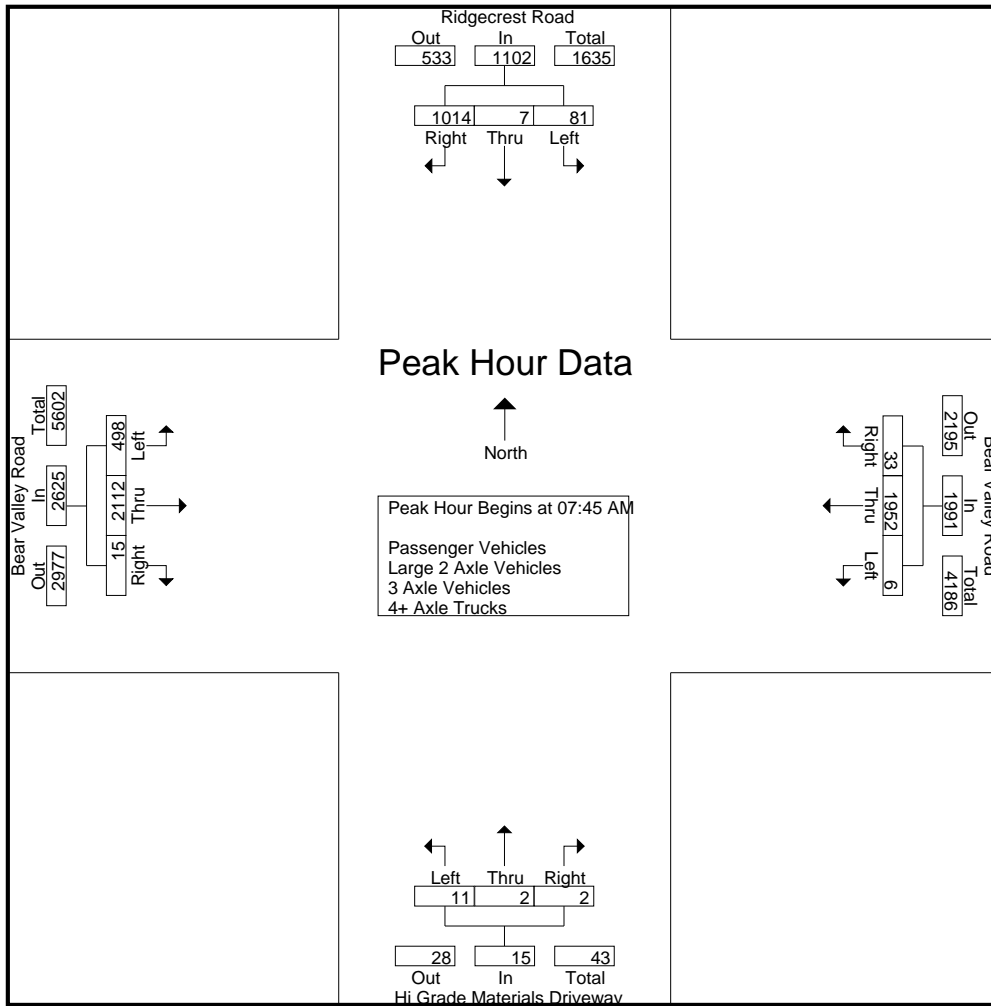 Ridgecrest Road
Out In Total
533 1102 1635
1014 7 81
Right Thru Left
Peak Hour Data
North
Peak Hour Begins at 07:45 AM
Passenger Vehicles
Large 2 Axle Vehicles
3 Axle Vehicles
4+ Axle Trucks
Bear Valley Road
Out In Total
2977 2625 5602
15 2112 498
Right Thru Left
Bear Valley Road
Out In Total
2195 1991 4186
33 1952 6
Right Thru Left
Left Thru Right
11 2 2
28 15 43
Out In Total
Hi Grade Materials Driveway